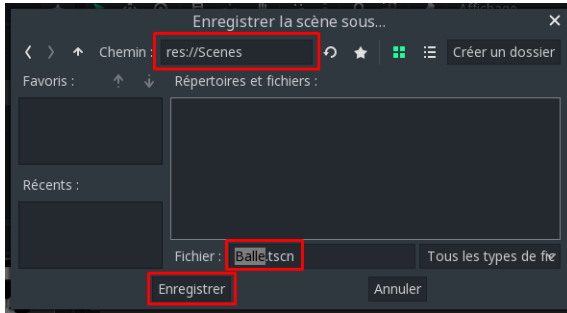 Enregistrer la scène sous...
Chemin : res://Scenes Créer un dossier
Favoris : Répertoires et fichiers :
Récents :
Fichier : Balle.tscn Tous les types de fic
Enregistrer Annuler